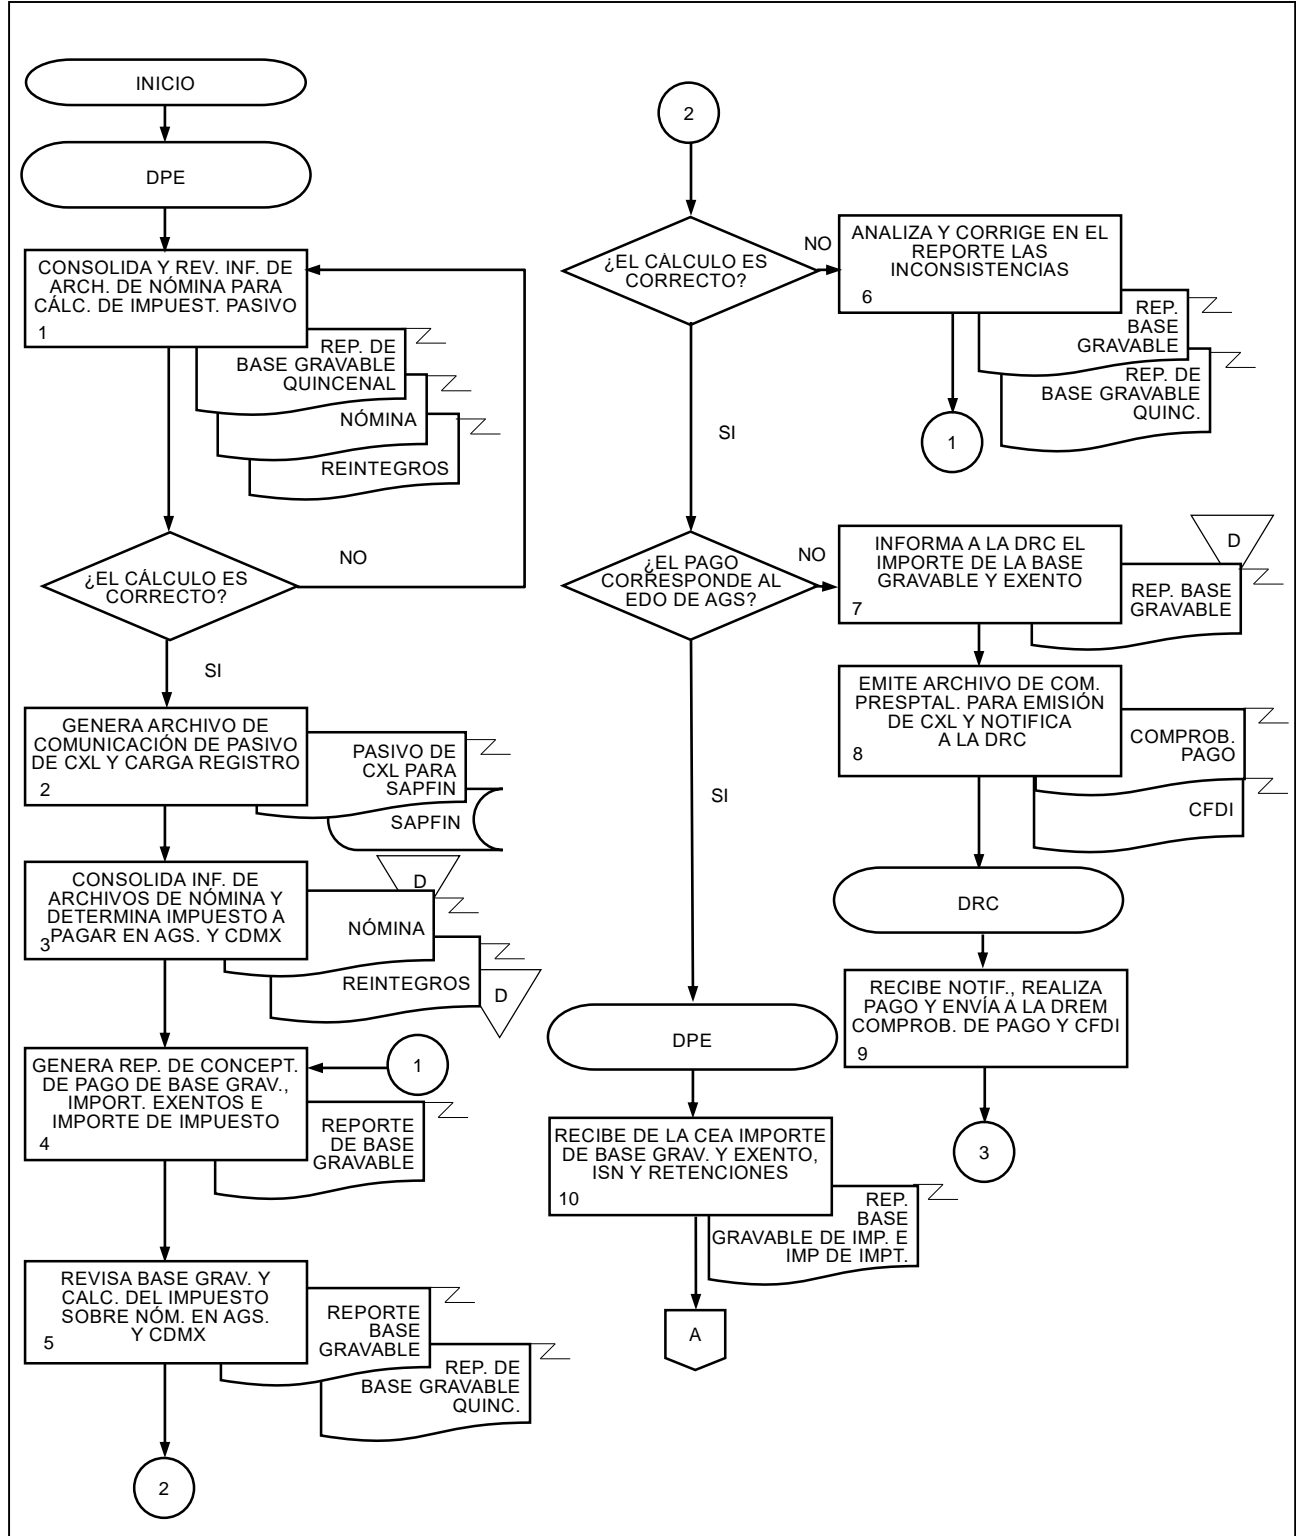 INICIO
DPE
CONSOLIDA Y REV. INF. DE
ARCH. DE NÓMINA PARA
CÁLC. DE IMPUEST. PASIVO
1
REP. DE
BASE GRAVABLE
QUINCENAL
NÓMINA
REINTEGROS
¿EL CÁLCULO ES
CORRECTO?
NO
SI
GENERA ARCHIVO DE
COMUNICACIÓN DE PASIVO
DE CXL Y CARGA REGISTRO
2
PASIVO DE
CXL PARA
SAPFIN
SAPFIN
CONSOLIDA INF. DE
ARCHIVOS DE NÓMINA Y
DETERMINA IMPUESTO A
PAGAR EN AGS. Y CDMX
3
D
NÓMINA
REINTEGROS
D
GENERA REP. DE CONCEPT.
DE PAGO DE BASE GRAV.,
IMPORT. EXENTOS E
IMPORTE DE IMPUESTO
4
1
REPORTE
DE BASE
GRAVABLE
REVISA BASE GRAV. Y
CALC. DEL IMPUESTO
SOBRE NÓM. EN AGS.
Y CDMX
5
REPORTE
BASE
GRAVABLE
REP. DE
BASE GRAVABLE
QUINC.
2
2
¿EL CÁLCULO ES
CORRECTO?
NO
SI
ANALIZA Y CORRIGE EN EL
REPORTE LAS
INCONSISTENCIAS
6
REP.
BASE
GRAVABLE
REP. DE
BASE GRAVABLE
QUINC.
1
¿EL PAGO
CORRESPONDE AL
EDO DE AGS?
NO
SI
INFORMA A LA DRC EL
IMPORTE DE LA BASE
GRAVABLE Y EXENTO
7
D
REP. BASE
GRAVABLE
EMITE ARCHIVO DE COM.
PRESPTAL. PARA EMISIÓN
DE CXL Y NOTIFICA
A LA DRC
8
COMPROB.
PAGO
CFDI
DRC
RECIBE NOTIF., REALIZA
PAGO Y ENVÍA A LA DREM
COMPROB. DE PAGO Y CFDI
9
3
DPE
RECIBE DE LA CEA IMPORTE
DE BASE GRAV. Y EXENTO,
ISN Y RETENCIONES
10
REP.
BASE
GRAVABLE DE IMP. E
IMP DE IMPT.
A